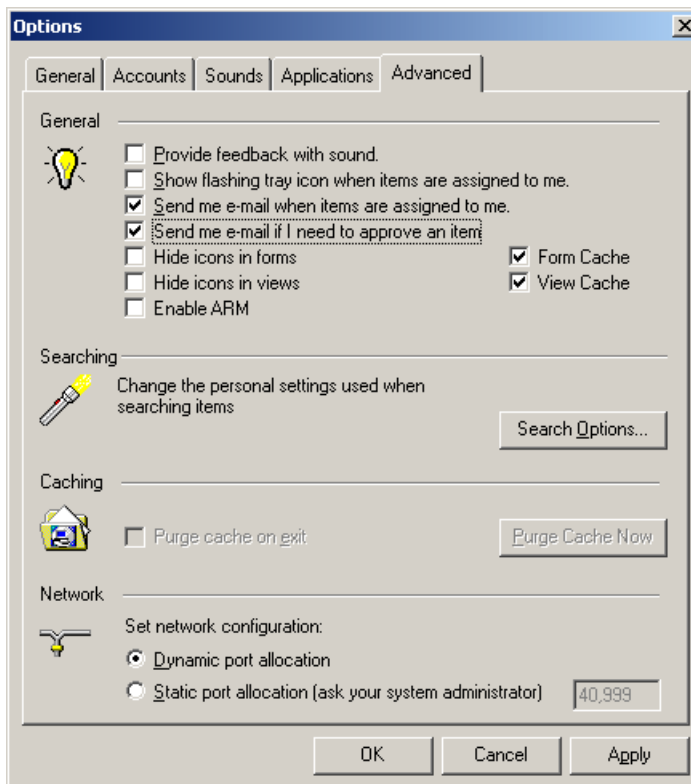 Options
General Accounts Sounds Applications Advanced
General
Provide feedback with sound.
Show flashing tray icon when items are assigned to me.
Send me e-mail when items are assigned to me.
Send me e-mail if I need to approve an item
Hide icons in forms Form Cache
Hide icons in views View Cache
Enable ARM
Searching
Change the personal settings used when
searching items
Search Options...
Caching
Purge cache on exit Purge Cache Now
Network
Set network configuration:
Dynamic port allocation
Static port allocation (ask your system administrator) 40,999
OK Cancel Apply